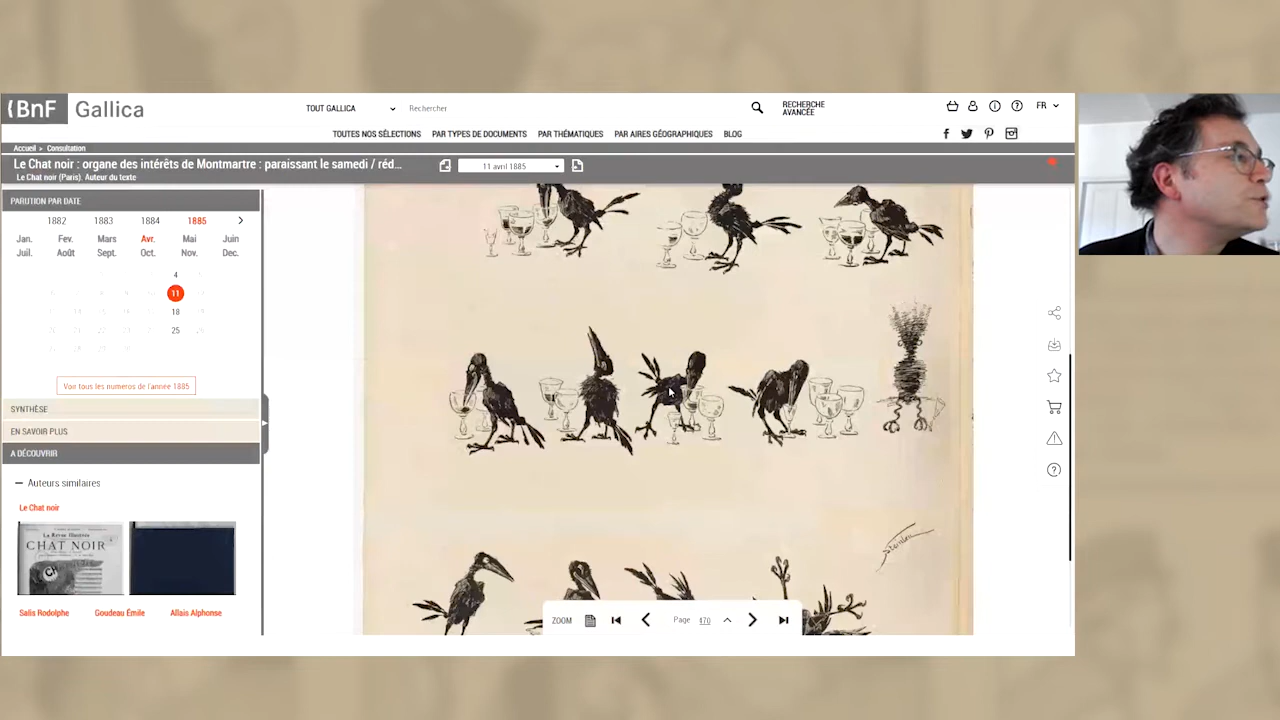 BnF Gallica
TOUT GALLICA
Rechercher
RECHERCHE
AVANCÉE
FR
TOUTES NOS SÉLECTIONS
PAR TYPES DE DOCUMENTS
PAR THÉMATIQUES
PAR AIRES GÉOGRAPHIQUES
BLOG
Accueil ▸ Consultation
Le Chat noir : organe des intérêts de Montmartre : paraissant le samedi / réd...
Le Chat noir (Paris). Auteur du texte
11 avril 1885
PARUTION PAR DATE
1882 1883 1884 1885
Jan. Fev. Mars Avr. Mai Juin
Juil. Août Sept. Oct. Nov. Dec.
4
11
18
25
Voir tous les numeros de l'année 1885
SYNTHÈSE
EN SAVOIR PLUS
A DÉCOUVRIR
Auteurs similaires
Le Chat noir
La Revue Illustrée
CHAT NOIR
Salis Rodolphe
Goudeau Émile
Allais Alphonse
ZOOM
Page 170